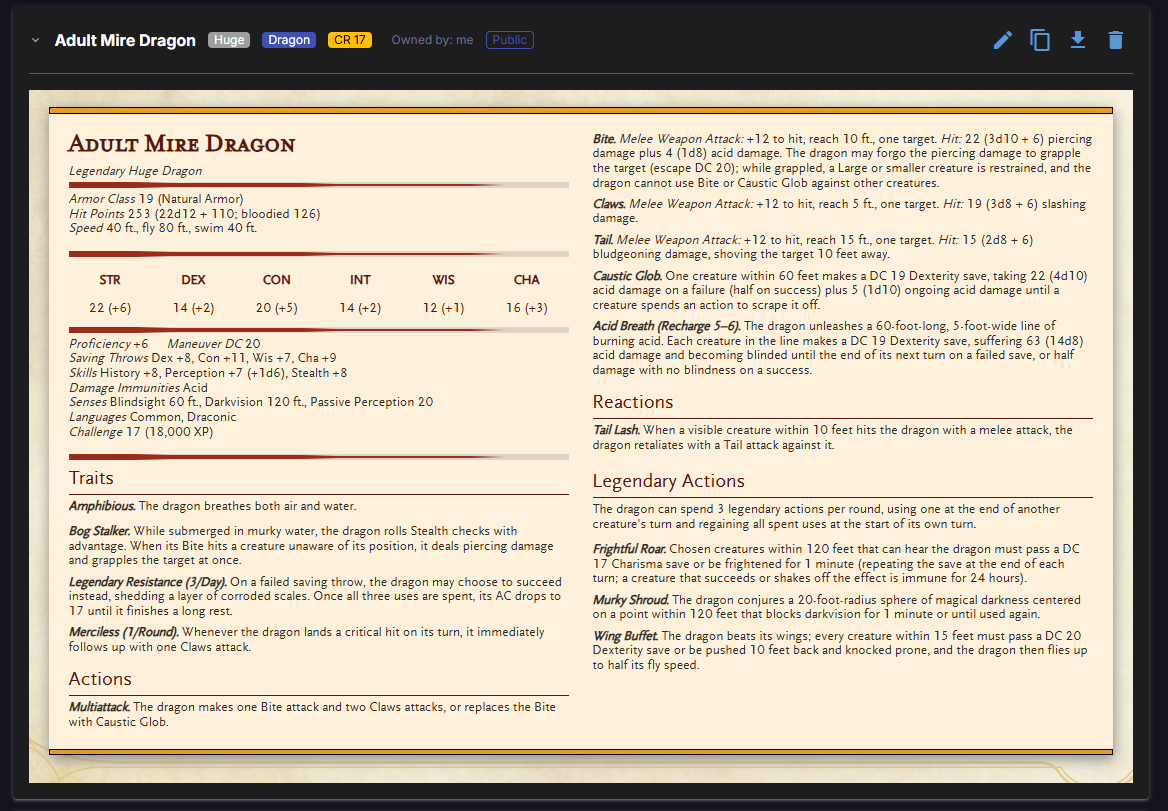 Adult Mire Dragon Huge Dragon CR 17 Owned by: me Public
Adult Mire Dragon
Legendary Huge Dragon
Armor Class 19 (Natural Armor)
Hit Points 253 (22d12 + 110; bloodied 126)
Speed 40 ft., fly 80 ft., swim 40 ft.
STR DEX CON INT WIS CHA
22 (+6) 14 (+2) 20 (+5) 14 (+2) 12 (+1) 16 (+3)
Proficiency +6 Maneuver DC 20
Saving Throws Dex +8, Con +11, Wis +7, Cha +9
Skills History +8, Perception +7 (+1d6), Stealth +8
Damage Immunities Acid
Senses Blindsight 60 ft., Darkvision 120 ft., Passive Perception 20
Languages Common, Draconic
Challenge 17 (18,000 XP)
Traits
Amphibious. The dragon breathes both air and water.
Bog Stalker. While submerged in murky water, the dragon rolls Stealth checks with
advantage. When its Bite hits a creature unaware of its position, it deals piercing damage
and grapples the target at once.
Legendary Resistance (3/Day). On a failed saving throw, the dragon may choose to succeed
instead, shedding a layer of corroded scales. Once all three uses are spent, its AC drops to
17 until it finishes a long rest.
Merciless (1/Round). Whenever the dragon lands a critical hit on its turn, it immediately
follows up with one Claws attack.
Actions
Multiattack. The dragon makes one Bite attack and two Claws attacks, or replaces the Bite
with Caustic Glob.
Bite. Melee Weapon Attack: +12 to hit, reach 10 ft., one target. Hit: 22 (3d10 + 6) piercing
damage plus 4 (1d8) acid damage. The dragon may forgo the piercing damage to grapple
the target (escape DC 20); while grappled, a Large or smaller creature is restrained, and the
dragon cannot use Bite or Caustic Glob against other creatures.
Claws. Melee Weapon Attack: +12 to hit, reach 5 ft., one target. Hit: 19 (3d8 + 6) slashing
damage.
Tail. Melee Weapon Attack: +12 to hit, reach 15 ft., one target. Hit: 15 (2d8 + 6)
bludgeoning damage, shoving the target 10 feet away.
Caustic Glob. One creature within 60 feet makes a DC 19 Dexterity save, taking 22 (4d10)
acid damage on a failure (half on success) plus 5 (1d10) ongoing acid damage until a
creature spends an action to scrape it off.
Acid Breath (Recharge 5–6). The dragon unleashes a 60-foot-long, 5-foot-wide line of
burning acid. Each creature in the line makes a DC 19 Dexterity save, suffering 63 (14d8)
acid damage and becoming blinded until the end of its next turn on a failed save, or half
damage with no blindness on a success.
Reactions
Tail Lash. When a visible creature within 10 feet hits the dragon with a melee attack, the
dragon retaliates with a Tail attack against it.
Legendary Actions
The dragon can spend 3 legendary actions per round, using one at the end of another
creature's turn and regaining all spent uses at the start of its own turn.
Frightful Roar. Chosen creatures within 120 feet that can hear the dragon must pass a DC
17 Charisma save or be frightened for 1 minute (repeating the save at the end of each
turn; a creature that succeeds or shakes off the effect is immune for 24 hours).
Murky Shroud. The dragon conjures a 20-foot-radius sphere of magical darkness centered
on a point within 120 feet that blocks darkvision for 1 minute or until used again.
Wing Buffet. The dragon beats its wings; every creature within 15 feet must pass a DC 20
Dexterity save or be pushed 10 feet back and knocked prone, and the dragon then flies up
to half its fly speed.